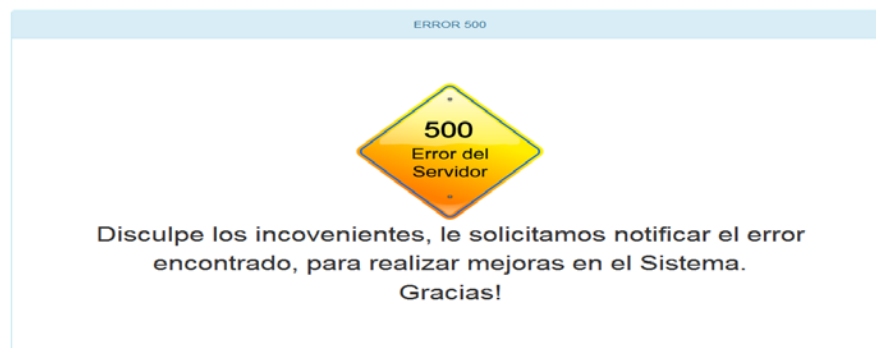 ERROR 500
500
Error del
Servidor
Disculpe los incovenientes, le solicitamos notificar el error
encontrado, para realizar mejoras en el Sistema.
Gracias!